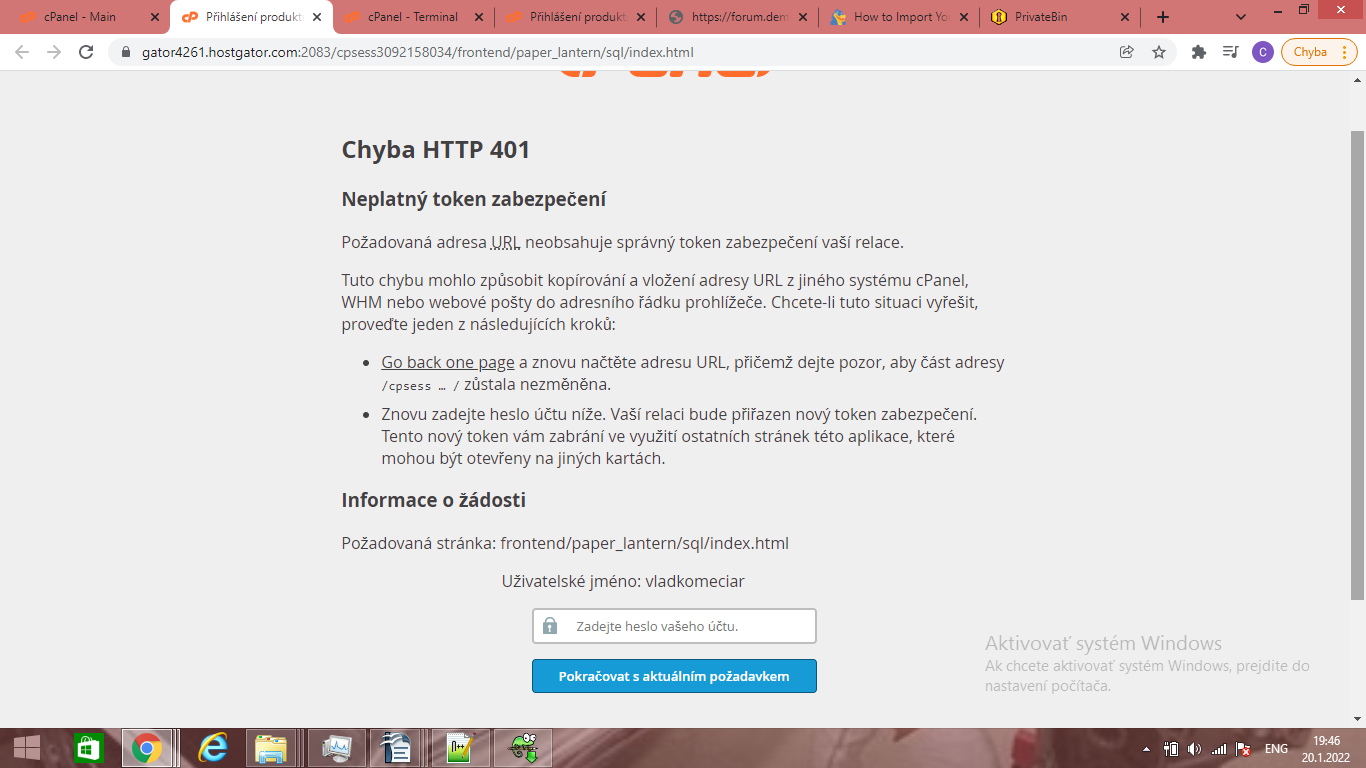 cPanel - Main
Přihlášení produkt
cPanel - Terminal
Přihlášení produkt
https://forum.dem
How to Import You
PrivateBin
gator4261.hostgator.com:2083/cpsess3092158034/frontend/paper_lantern/sql/index.html
C
Chyba
Chyba HTTP 401
Neplatný token zabezpečení
Požadovaná adresa URL neobsahuje správný token zabezpečení vaší relace.
Tuto chybu mohlo způsobit kopírování a vložení adresy URL z jiného systému cPanel,
WHM nebo webové pošty do adresního řádku prohlížeče. Chcete-li tuto situaci vyřešit,
proveďte jeden z následujících kroků:
Go back one page a znovu načtěte adresu URL, přičemž dejte pozor, aby část adresy
/cpsess … / zůstala nezměněna.
Znovu zadejte heslo účtu níže. Vaší relaci bude přiřazen nový token zabezpečení.
Tento nový token vám zabrání ve využití ostatních stránek této aplikace, které
mohou být otevřeny na jiných kartách.
Informace o žádosti
Požadovaná stránka: frontend/paper_lantern/sql/index.html
Uživatelské jméno: vladkomeciar
Zadejte heslo vašeho účtu.
Pokračovat s aktuálním požadavkem
Aktivovať systém Windows
Ak chcete aktivovať systém Windows, prejdite do
nastavení počítača.
ENG
19:46
20.1.2022